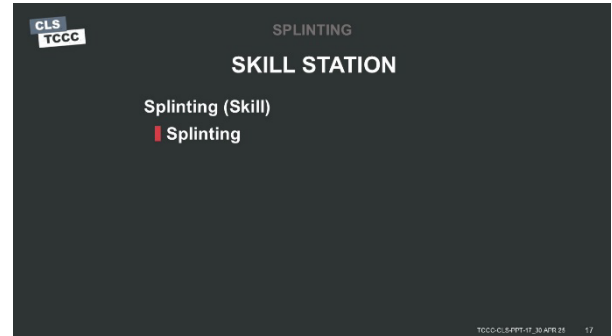 CLS
TCCC
SPLINTING
SKILL STATION
Splinting (Skill)
Splinting
TCCC-CLS-PPT-17_30 APR 25 17